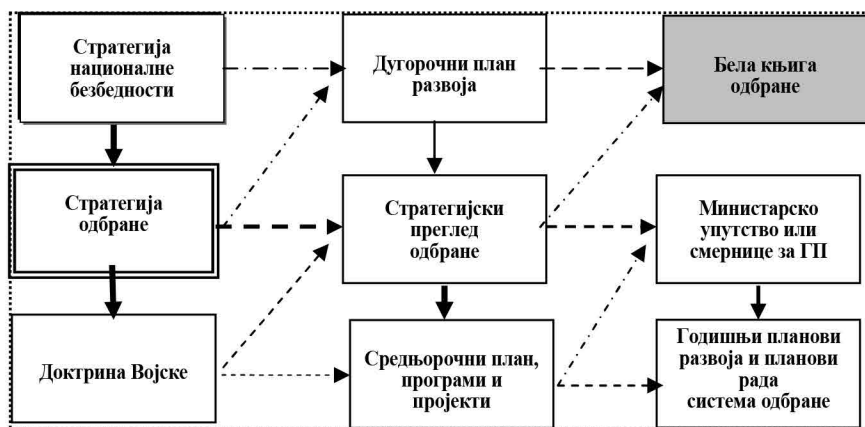 Стратегија
националне
безбедности
Дугорочни план
развоја
Бела књига
одбране
Стратегија
одбране
Стратегијски
преглед
одбране
Министарско
упутство или
смернице за ГП
Доктрина Војске
Средњорочни план,
програми и
пројекти
Годишњи планови
развоја и планови
рада
система одбране